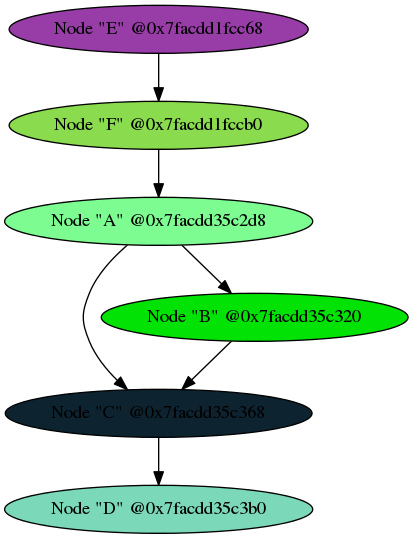 Node "E" @0x7facdd1fcc68
Node "F" @0x7facdd1fccb0
Node "A" @0x7facdd35c2d8
Node "B" @0x7facdd35c320
Node "C" @0x7facdd35c368
Node "D" @0x7facdd35c3b0